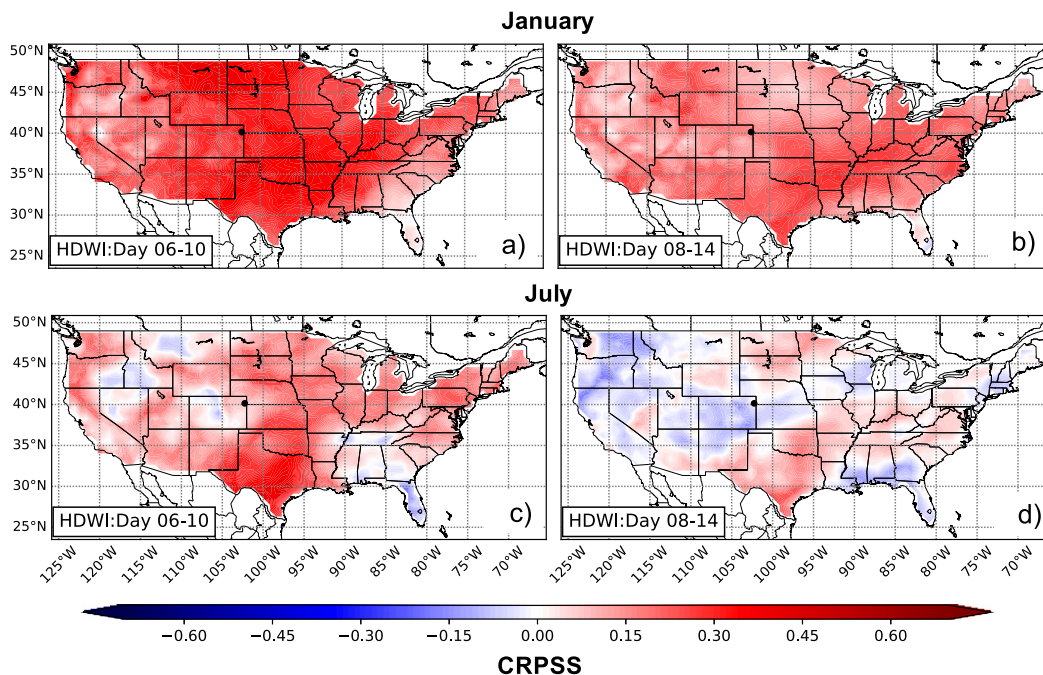 January
50°N
45°N
40°N
35°N
30°N
25°N
HDWI:Day 06-10
a)
HDWI:Day 08-14
b)
July
50°N
45°N
40°N
35°N
30°N
25°N
HDWI:Day 06-10
c)
HDWI:Day 08-14
d)
125°W 120°W 115°W 110°W 105°W 100°W 95°W 90°W 85°W 80°W 75°W 70°W
125°W 120°W 115°W 110°W 105°W 100°W 95°W 90°W 85°W 80°W 75°W 70°W
−0.60 −0.45 −0.30 −0.15 0.00 0.15 0.30 0.45 0.60
CRPSS